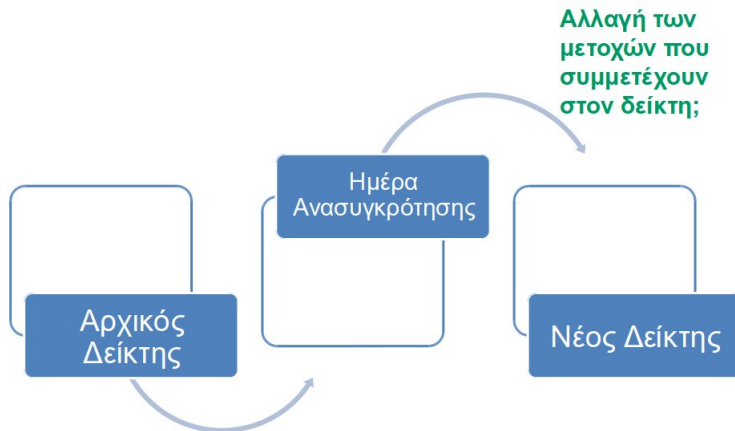 Αλλαγή των
μετοχών που
συμμετέχουν
στον δείκτη;
Ημέρα
Ανασυγκρότησης
Αρχικός
Δείκτης
Νέος Δείκτης